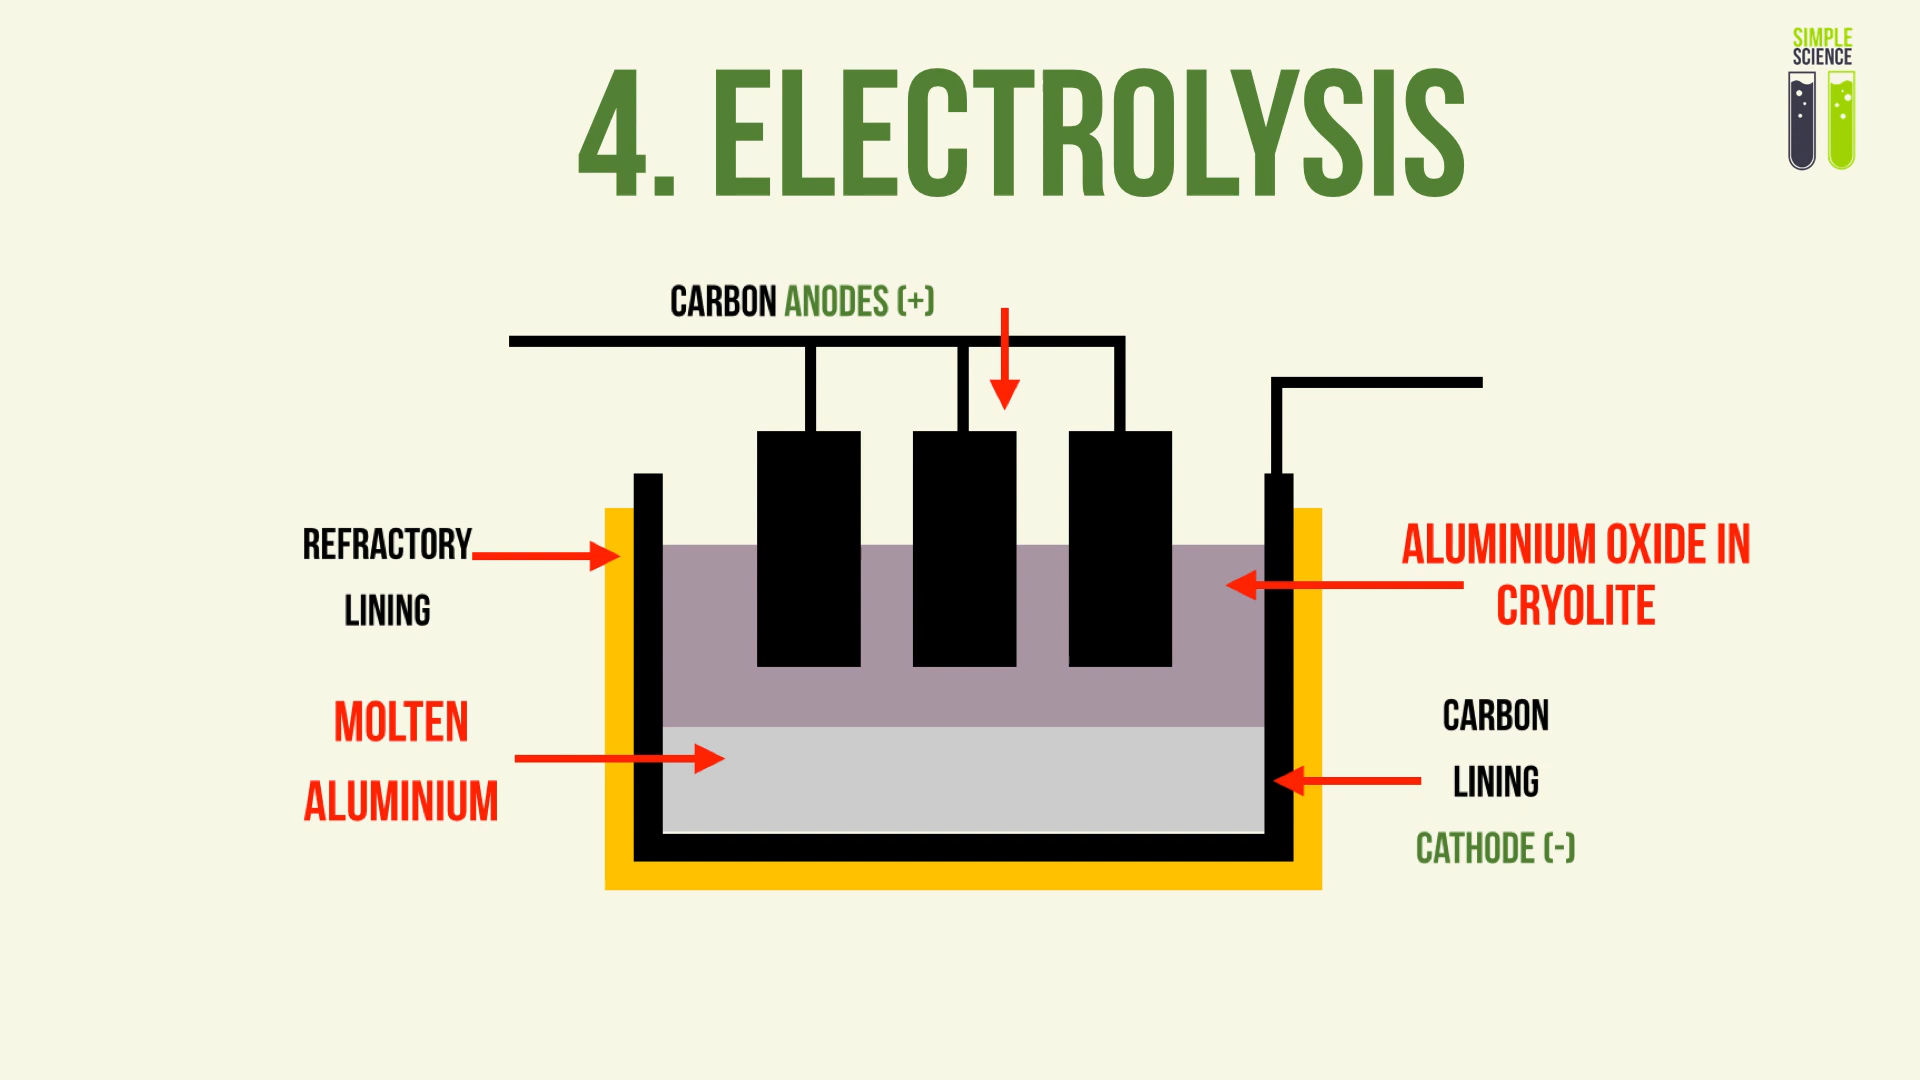 SIMPLE
SCIENCE
4. ELECTROLYSIS
CARBON ANODES (+)
REFRACTORY
LINING
ALUMINIUM OXIDE IN
CRYOLITE
MOLTEN
ALUMINIUM
CARBON
LINING
CATHODE (-)